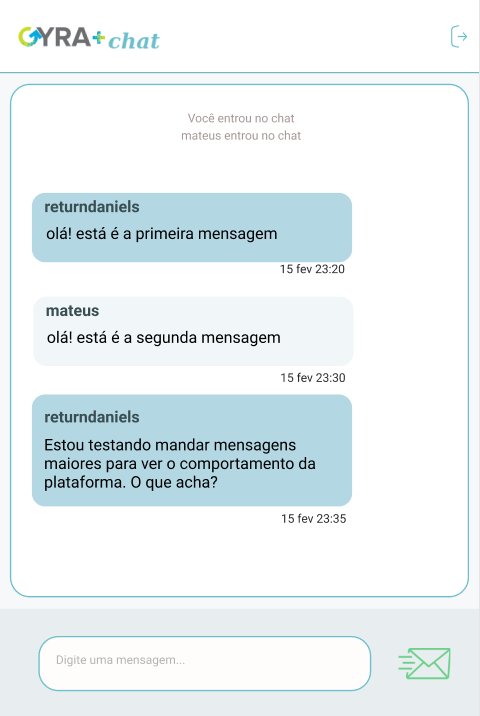 GYRA+ chat
Você entrou no chat
mateus entrou no chat
returndaniels
olá! está é a primeira mensagem
15 fev 23:20
mateus
olá! está é a segunda mensagem
15 fev 23:30
returndaniels
Estou testando mandar mensagens
maiores para ver o comportamento da
plataforma. O que acha?
15 fev 23:35
Digite uma mensagem...